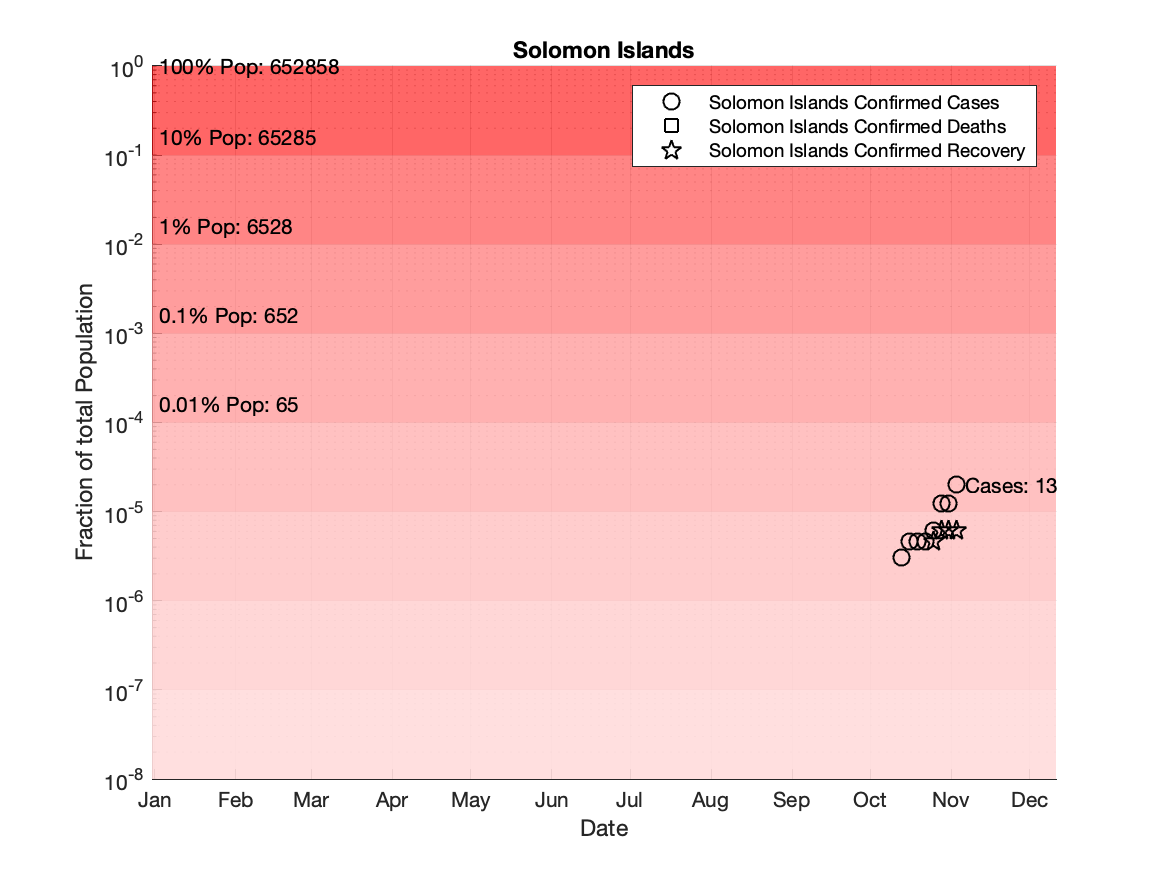 Solomon Islands
10^0
100% Pop: 652858
Solomon Islands Confirmed Cases
Solomon Islands Confirmed Deaths
Solomon Islands Confirmed Recovery
10% Pop: 65285
10^-1
1% Pop: 6528
10^-2
0.1% Pop: 652
10^-3
0.01% Pop: 65
10^-4
Cases: 13
10^-5
10^-6
10^-7
10^-8
Fraction of total Population
Jan Feb Mar Apr May Jun Jul Aug Sep Oct Nov Dec
Date